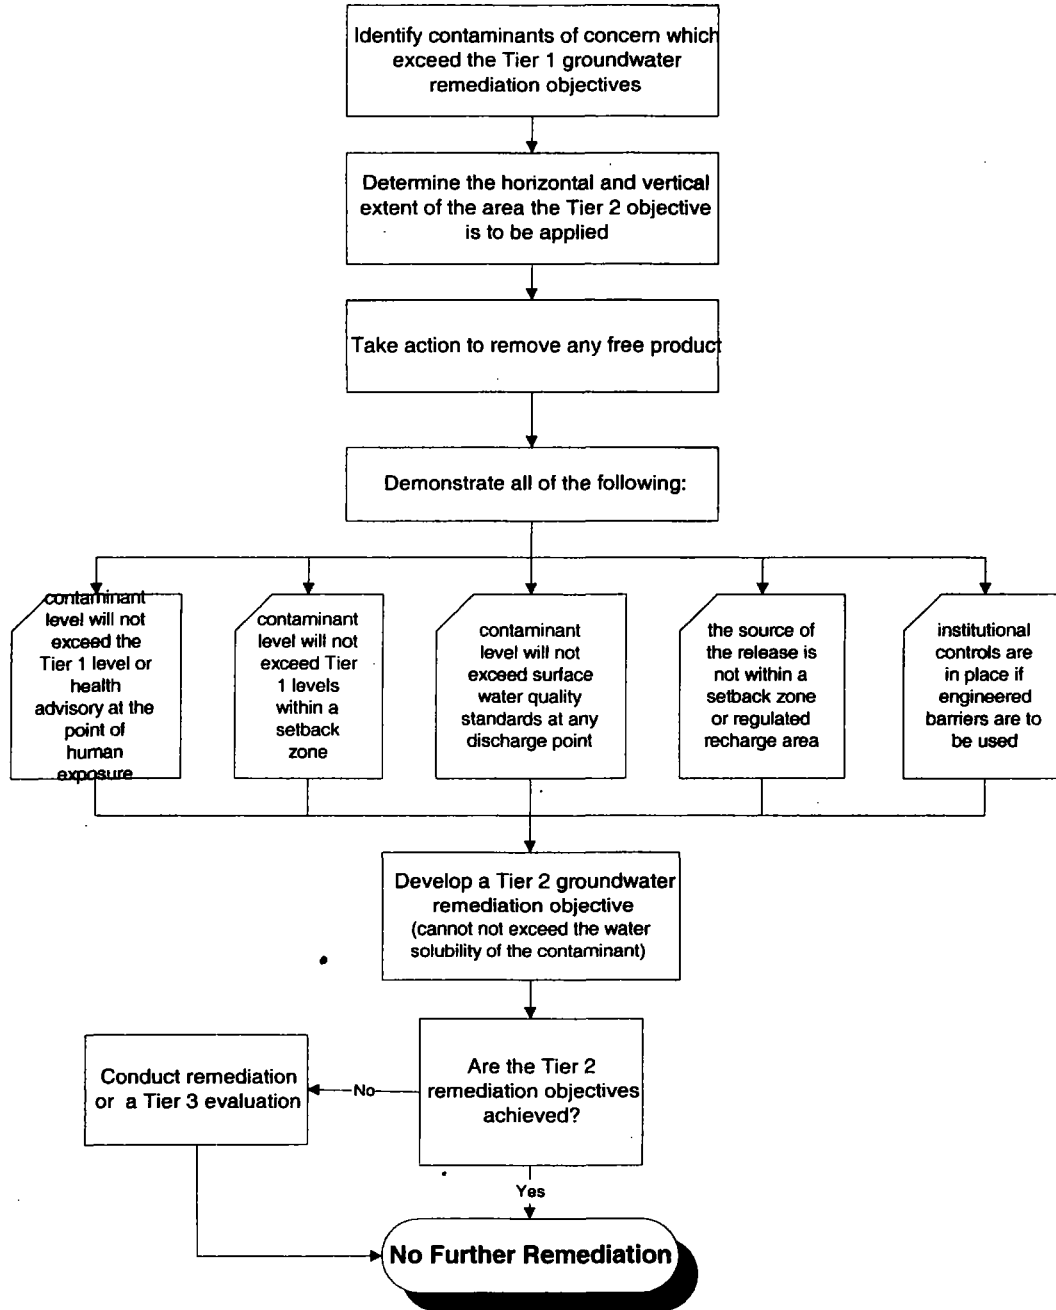 Identify contaminants of concern which
exceed the Tier 1 groundwater
remediation objectives
Determine the horizontal and vertical
extent of the area the Tier 2 objective
is to be applied
Take action to remove any free product
Demonstrate all of the following:
contaminant
level will not
exceed the
Tier 1 level or
health
advisory at the
point of
human
exposure
contaminant
level will not
exceed Tier
1 levels
within a
setback
zone
contaminant
level will not
exceed surface
water quality
standards at any
discharge point
the source of
the release is
not within a
setback zone
or regulated
recharge area
institutional
controls are
in place if
engineered
barriers are to
be used
Develop a Tier 2 groundwater
remediation objective
(cannot not exceed the water
solubility of the contaminant)
Are the Tier 2
remediation objectives
achieved?
No
Conduct remediation
or a Tier 3 evaluation
Yes
No Further Remediation